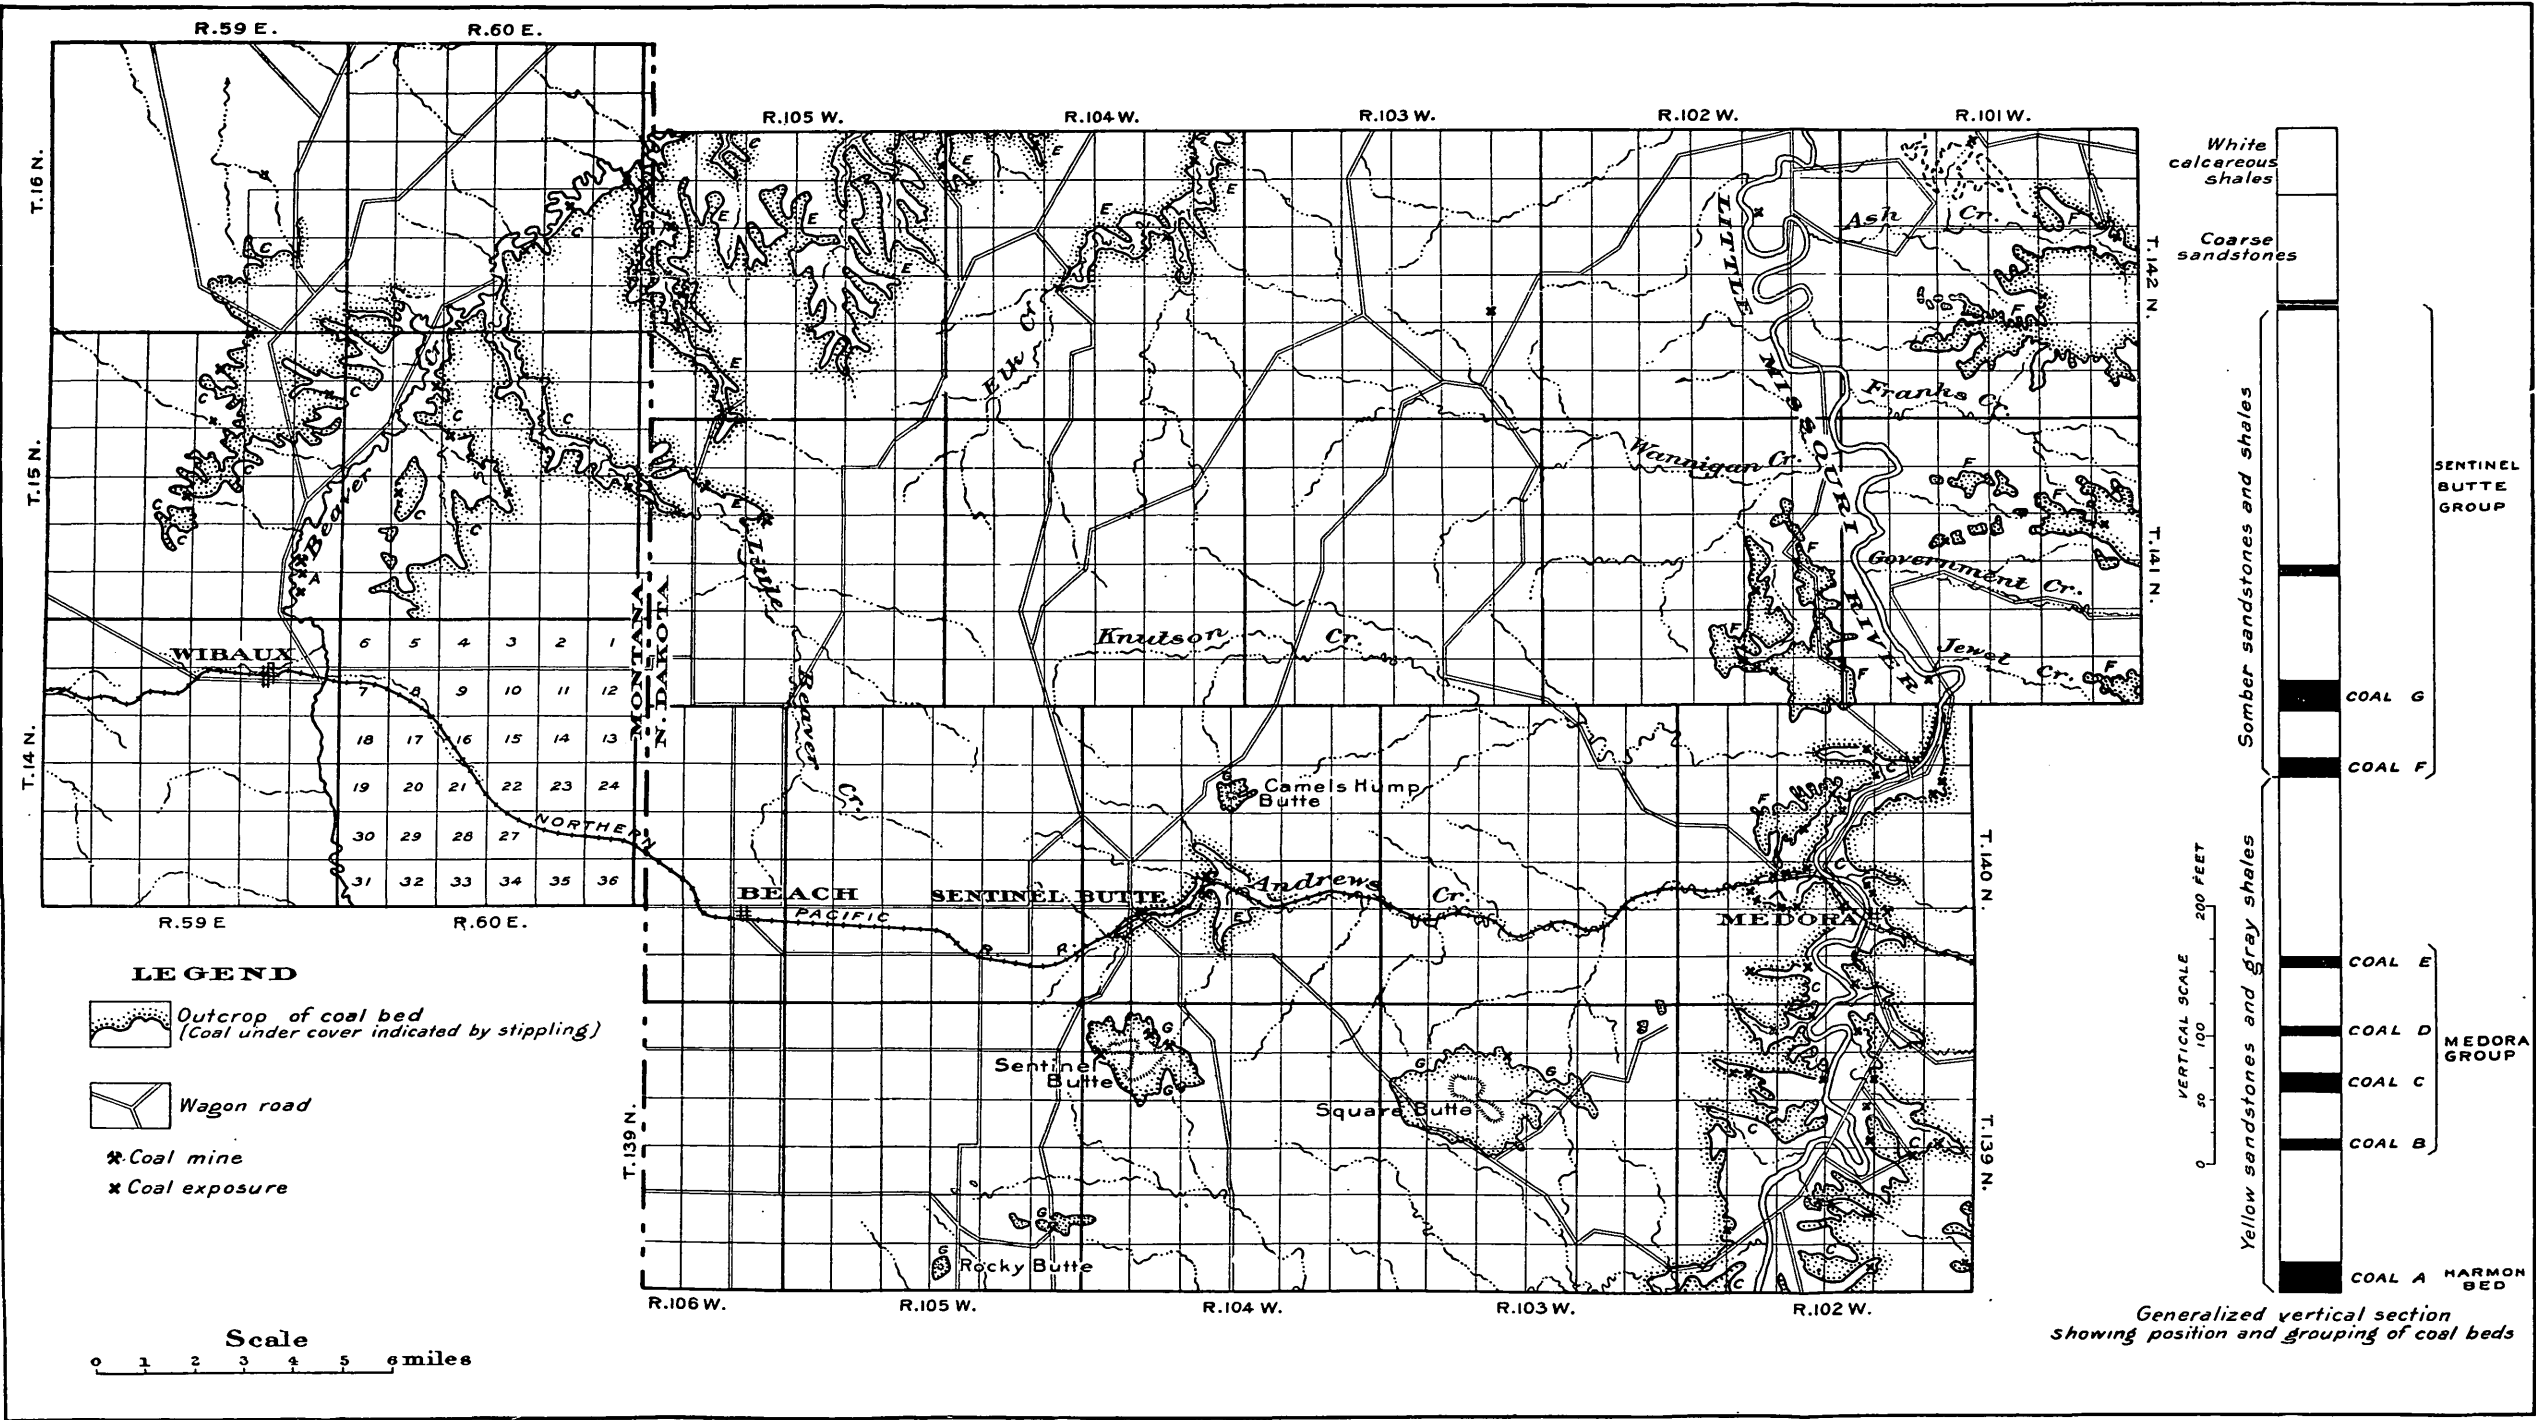 R.59 E.
R.60 E.
R.105 W.
R.104 W.
R.103 W.
R.102 W.
R.101 W.
T.16 N.
T.15 N.
T.14 N.
T.142 N.
T.141 N.
T.140 N.
T.139 N.
T.139 N.
C
C
C
E
E
E
E
E
E
E
F
F
LITTLE MISSOURI RIVER
Ash Cr.
Elk Cr.
Franks Cr.
Wannigan Cr.
Government Cr.
Jewel Cr.
Knutson Cr.
Beaver Cr.
Little Beaver Cr.
A
MONTANA
N. DAKOTA
WIBAUX
6 5 4 3 2 1
7 8 9 10 11 12
18 17 16 15 14 13
19 20 21 22 23 24
30 29 28 27
31 32 33 34 35 36
NORTHERN
PACIFIC
R. R.
BEACH
SENTINEL BUTTE
Andrews Cr.
MEDORA
G
Camels Hump
Butte
G
Sentinel
Butte
G
G
G
Square Butte
G
G
Rocky Butte
C
R.59 E
R.60 E.
R.106 W.
R.105 W.
R.104 W.
R.103 W.
R.102 W.
LEGEND
Outcrop of coal bed
(Coal under cover indicated by stippling)
Wagon road
Coal mine
Coal exposure
Scale
0 1 2 3 4 5 6 miles
White
calcareous
shales
Coarse
sandstones
Somber sandstones and shales
Yellow sandstones and gray shales
SENTINEL
BUTTE
GROUP
COAL G
COAL F
COAL E
COAL D
COAL C
COAL B
COAL A
MEDORA
GROUP
HARMON
BED
VERTICAL SCALE
0 50 100 200 FEET
Generalized vertical section
showing position and grouping of coal beds